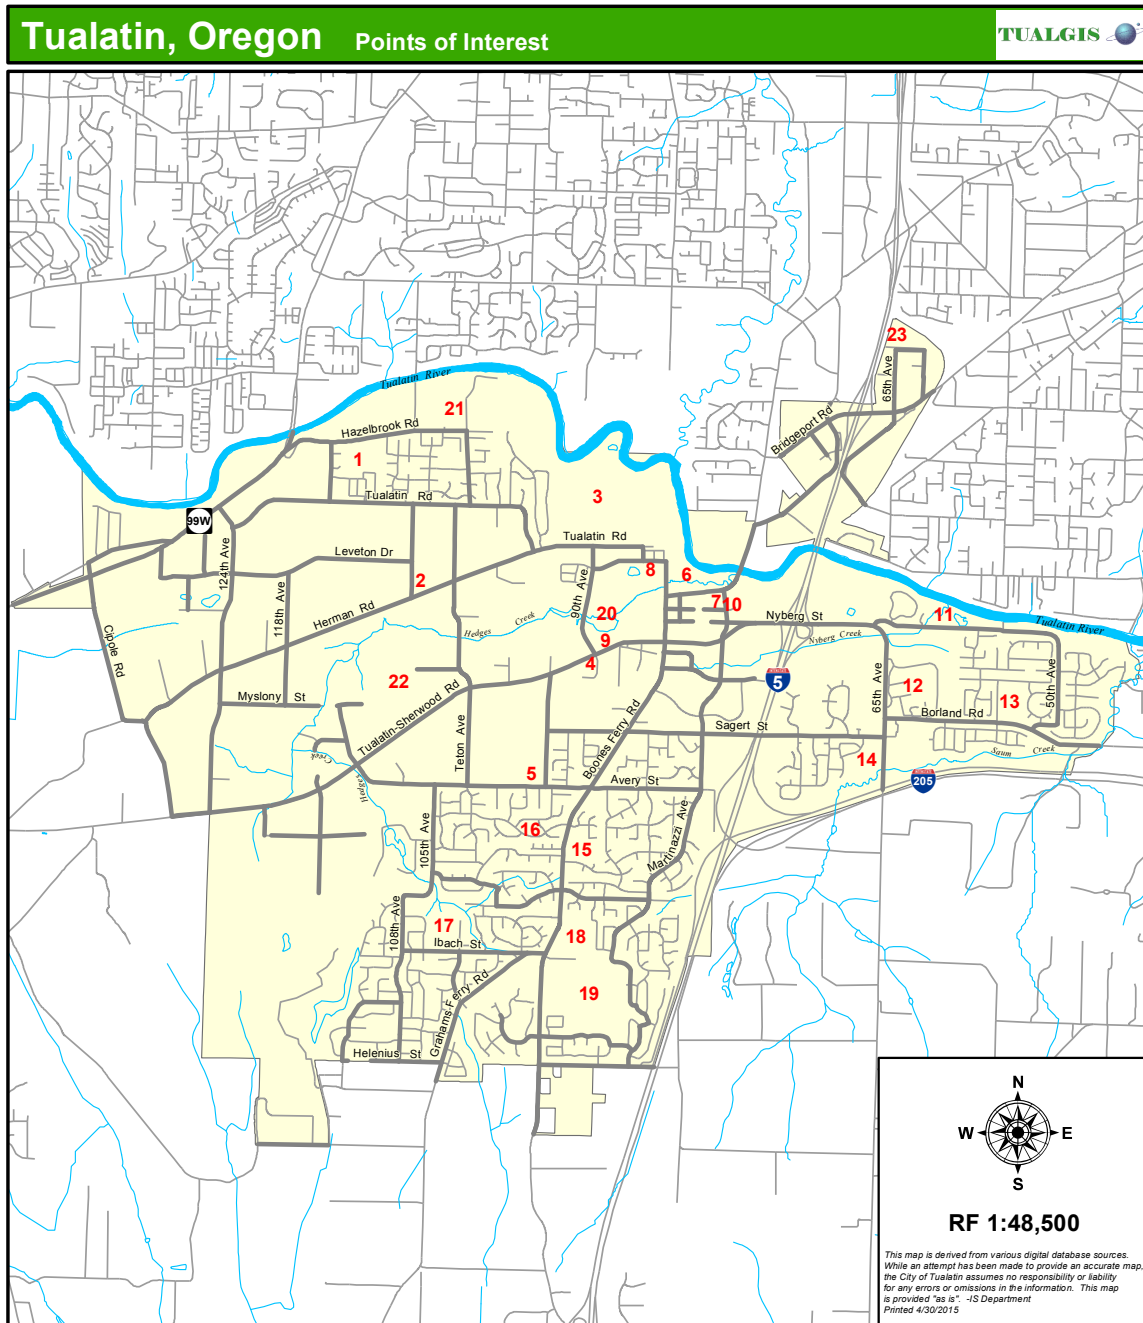 Tualatin, Oregon Points of Interest
TUALGIS
23
65th Ave
Tualatin River
21
Hazelbrook Rd
Bridgeport Rd
1
3
Tualatin Rd
99W
Tualatin Rd
124th Ave
Leveton Dr
2
118th Ave
Herman Rd
90th Ave
8
6
7
10
20
9
4
Hedges Creek
Nyberg St
Nyberg Creek
11
Tualatin River
Cipole Rd
22
Myslony St
Tualatin-Sherwood Rd
5
65th Ave
12
13
50th Ave
Borland Rd
Sagert St
Boones Ferry Rd
Teton Ave
Saum Creek
14
205
Hedges Creek
5
Avery St
105th Ave
16
15
Martinazzi Ave
108th Ave
17
18
Ibach St
19
Grahams Ferry Rd
Helenius St
N
W E
S
RF 1:48,500
This map is derived from various digital database sources.
While an attempt has been made to provide an accurate map,
the City of Tualatin assumes no responsibility or liability
for any errors or omissions in the information. This map
is provided "as is". -IS Department
Printed 4/30/2015